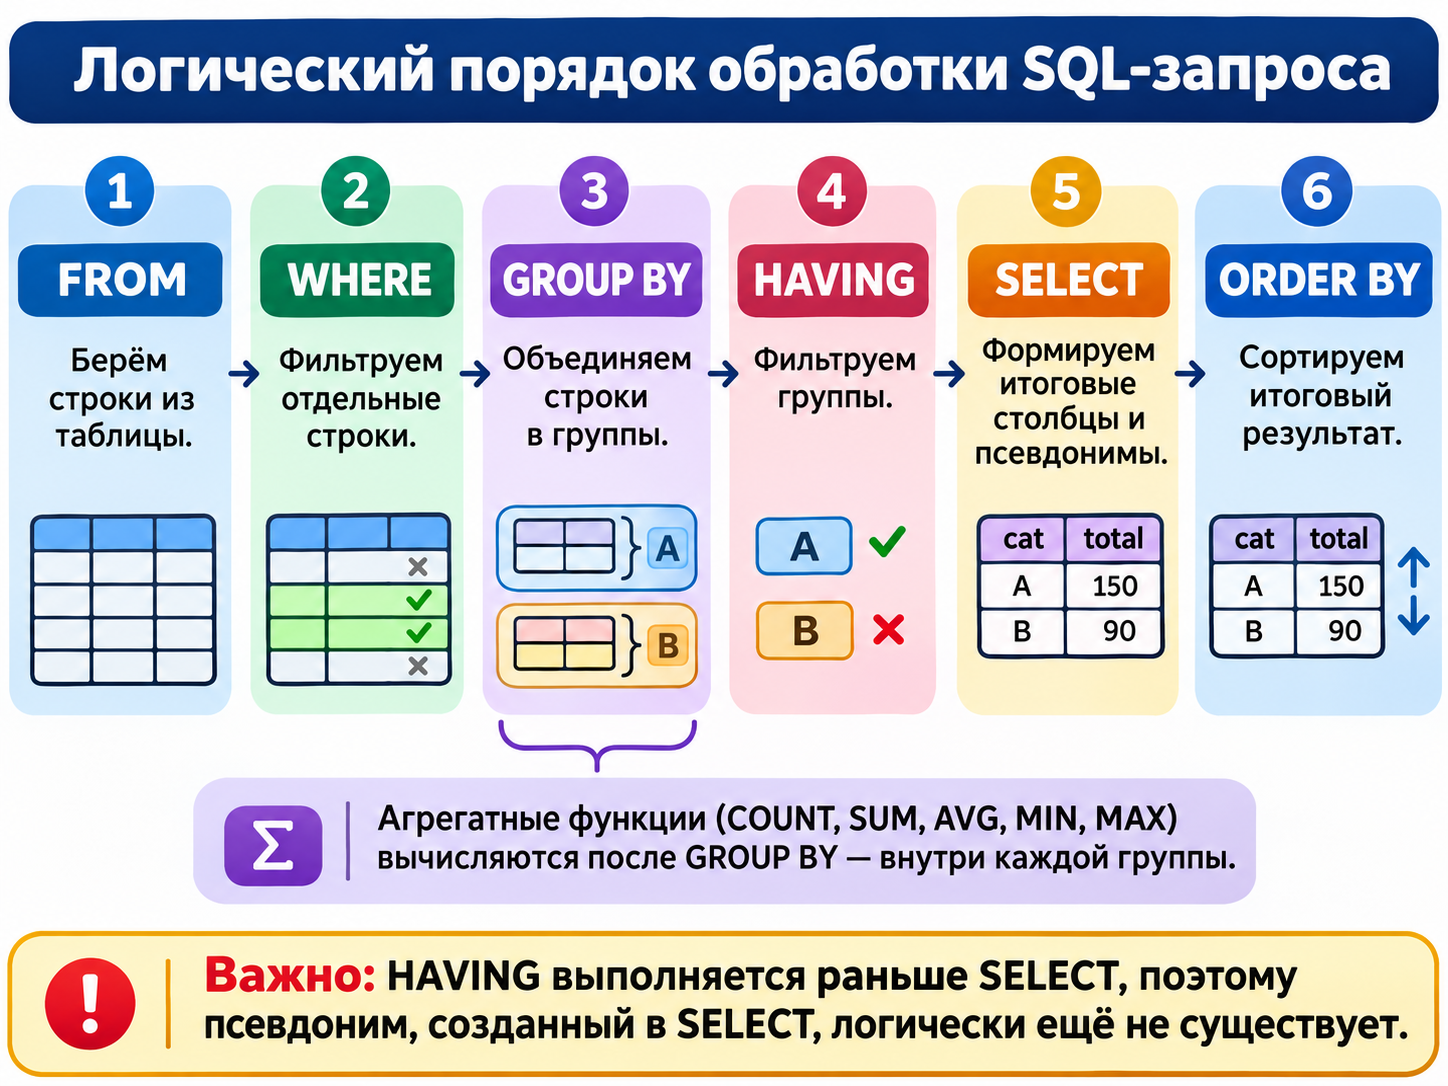 Логический порядок обработки SQL-запроса
1
FROM
Берём
строки из
таблицы.
2
WHERE
Фильтруем
отдельные
строки.
3
GROUP BY
Объединяем
строки
в группы.
A
B
4
HAVING
Фильтруем
группы.
A
B
5
SELECT
Формируем
итоговые
столбцы и
псевдонимы.
cat total
A 150
B 90
6
ORDER BY
Сортируем
итоговый
результат.
cat total
A 150
B 90
Σ
Агрегатные функции (COUNT, SUM, AVG, MIN, MAX)
вычисляются после GROUP BY — внутри каждой группы.
!
Важно: HAVING выполняется раньше SELECT, поэтому
псевдоним, созданный в SELECT, логически ещё не существует.